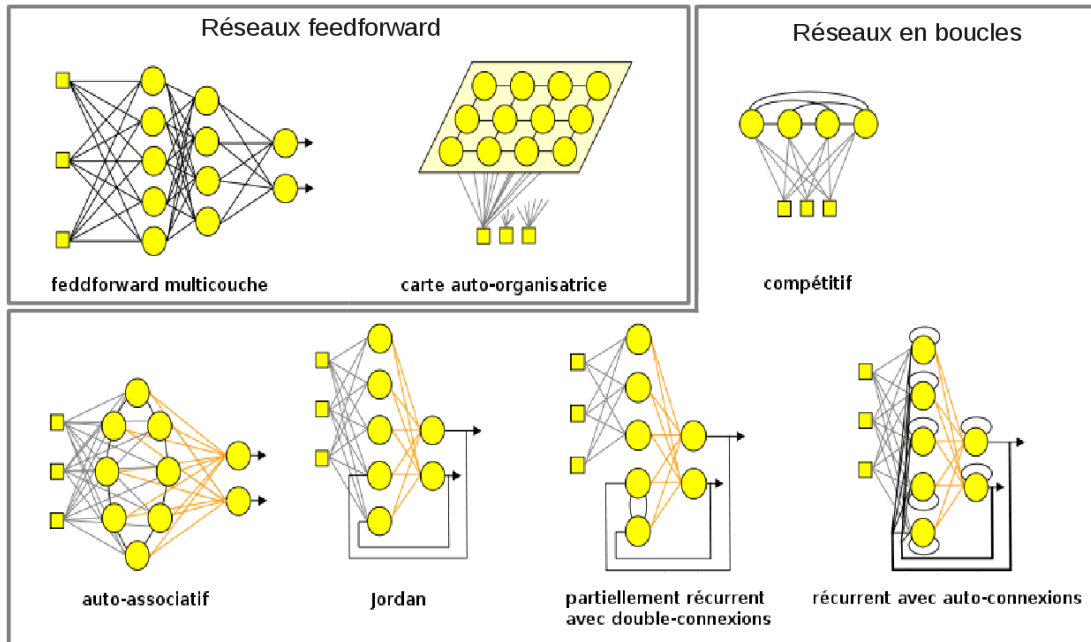 Réseaux feedforward
Réseaux en boucles
feddforward multicouche
carte auto-organisatrice
compétitif
auto-associatif
Jordan
partiellement récurrent
avec double-connexions
récurrent avec auto-connexions